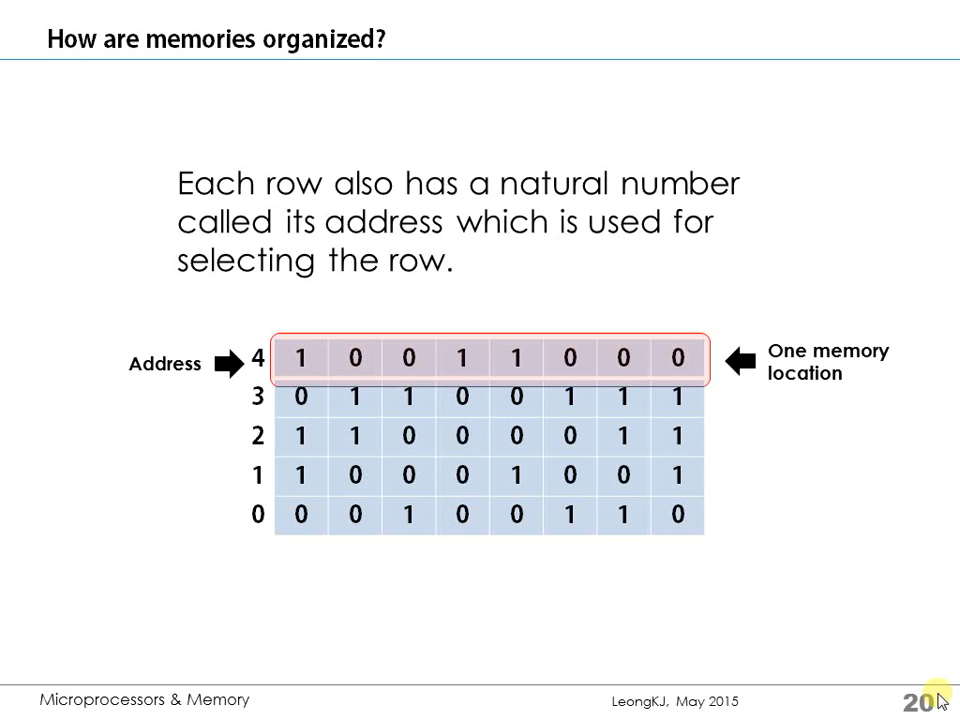 How are memories organized?
Each row also has a natural number
called its address which is used for
selecting the row.
Address 4 1 0 0 1 1 0 0 0 One memory
location
3 0 1 1 0 0 1 1 1
2 1 1 0 0 0 0 1 1
1 1 0 0 0 1 0 0 1
0 0 0 1 0 0 1 1 0
Microprocessors & Memory LeongKJ, May 2015 20